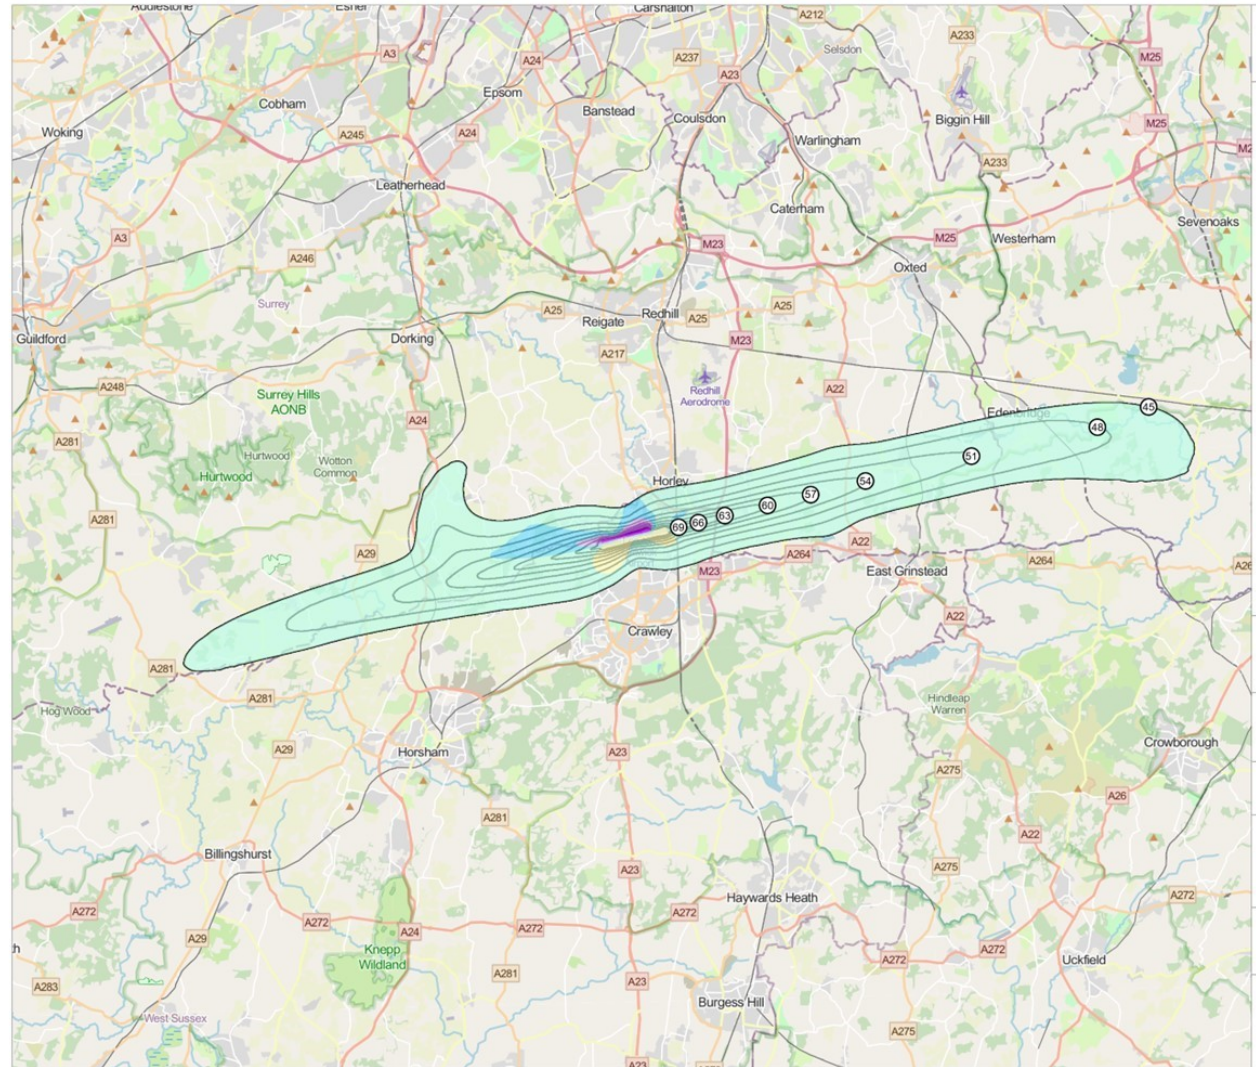 Addlestone
Esher
Carshalton
A212
A3
A24
A237
A23
Selsdon
A233
M25
Cobham
Epsom
Banstead
Coulsdon
Biggin Hill
M25
Woking
A245
A24
Warlingham
A233
Leatherhead
Caterham
Sevenoaks
A3
A246
M23
M25
Westerham
Oxted
Surrey
A25
Reigate
Redhill
A25
A25
Guildford
Dorking
A217
M23
A248
Surrey Hills
AONB
Redhill
Aerodrome
A22
A24
Edenbridge
45
48
A281
Hurtwood
Wotton
Common
51
Hurtwood
Horley
54
57
60
63
66
69
A281
A29
A22
A264
A264
M23
East Grinstead
A22
Crawley
A281
A281
Hog Wood
Hindleap
Warren
A29
Horsham
A23
Crowborough
A275
A26
A281
A22
Billingshurst
A23
A275
Haywards Heath
A272
A272
A272
A24
A272
A272
A29
Knepp
Wildland
A272
A272
Uckfield
A283
A281
A23
Burgess Hill
West Sussex
A275
A23